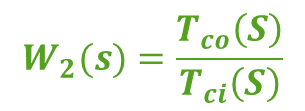 W₂(s) = T_co(S) / T_ci(S)